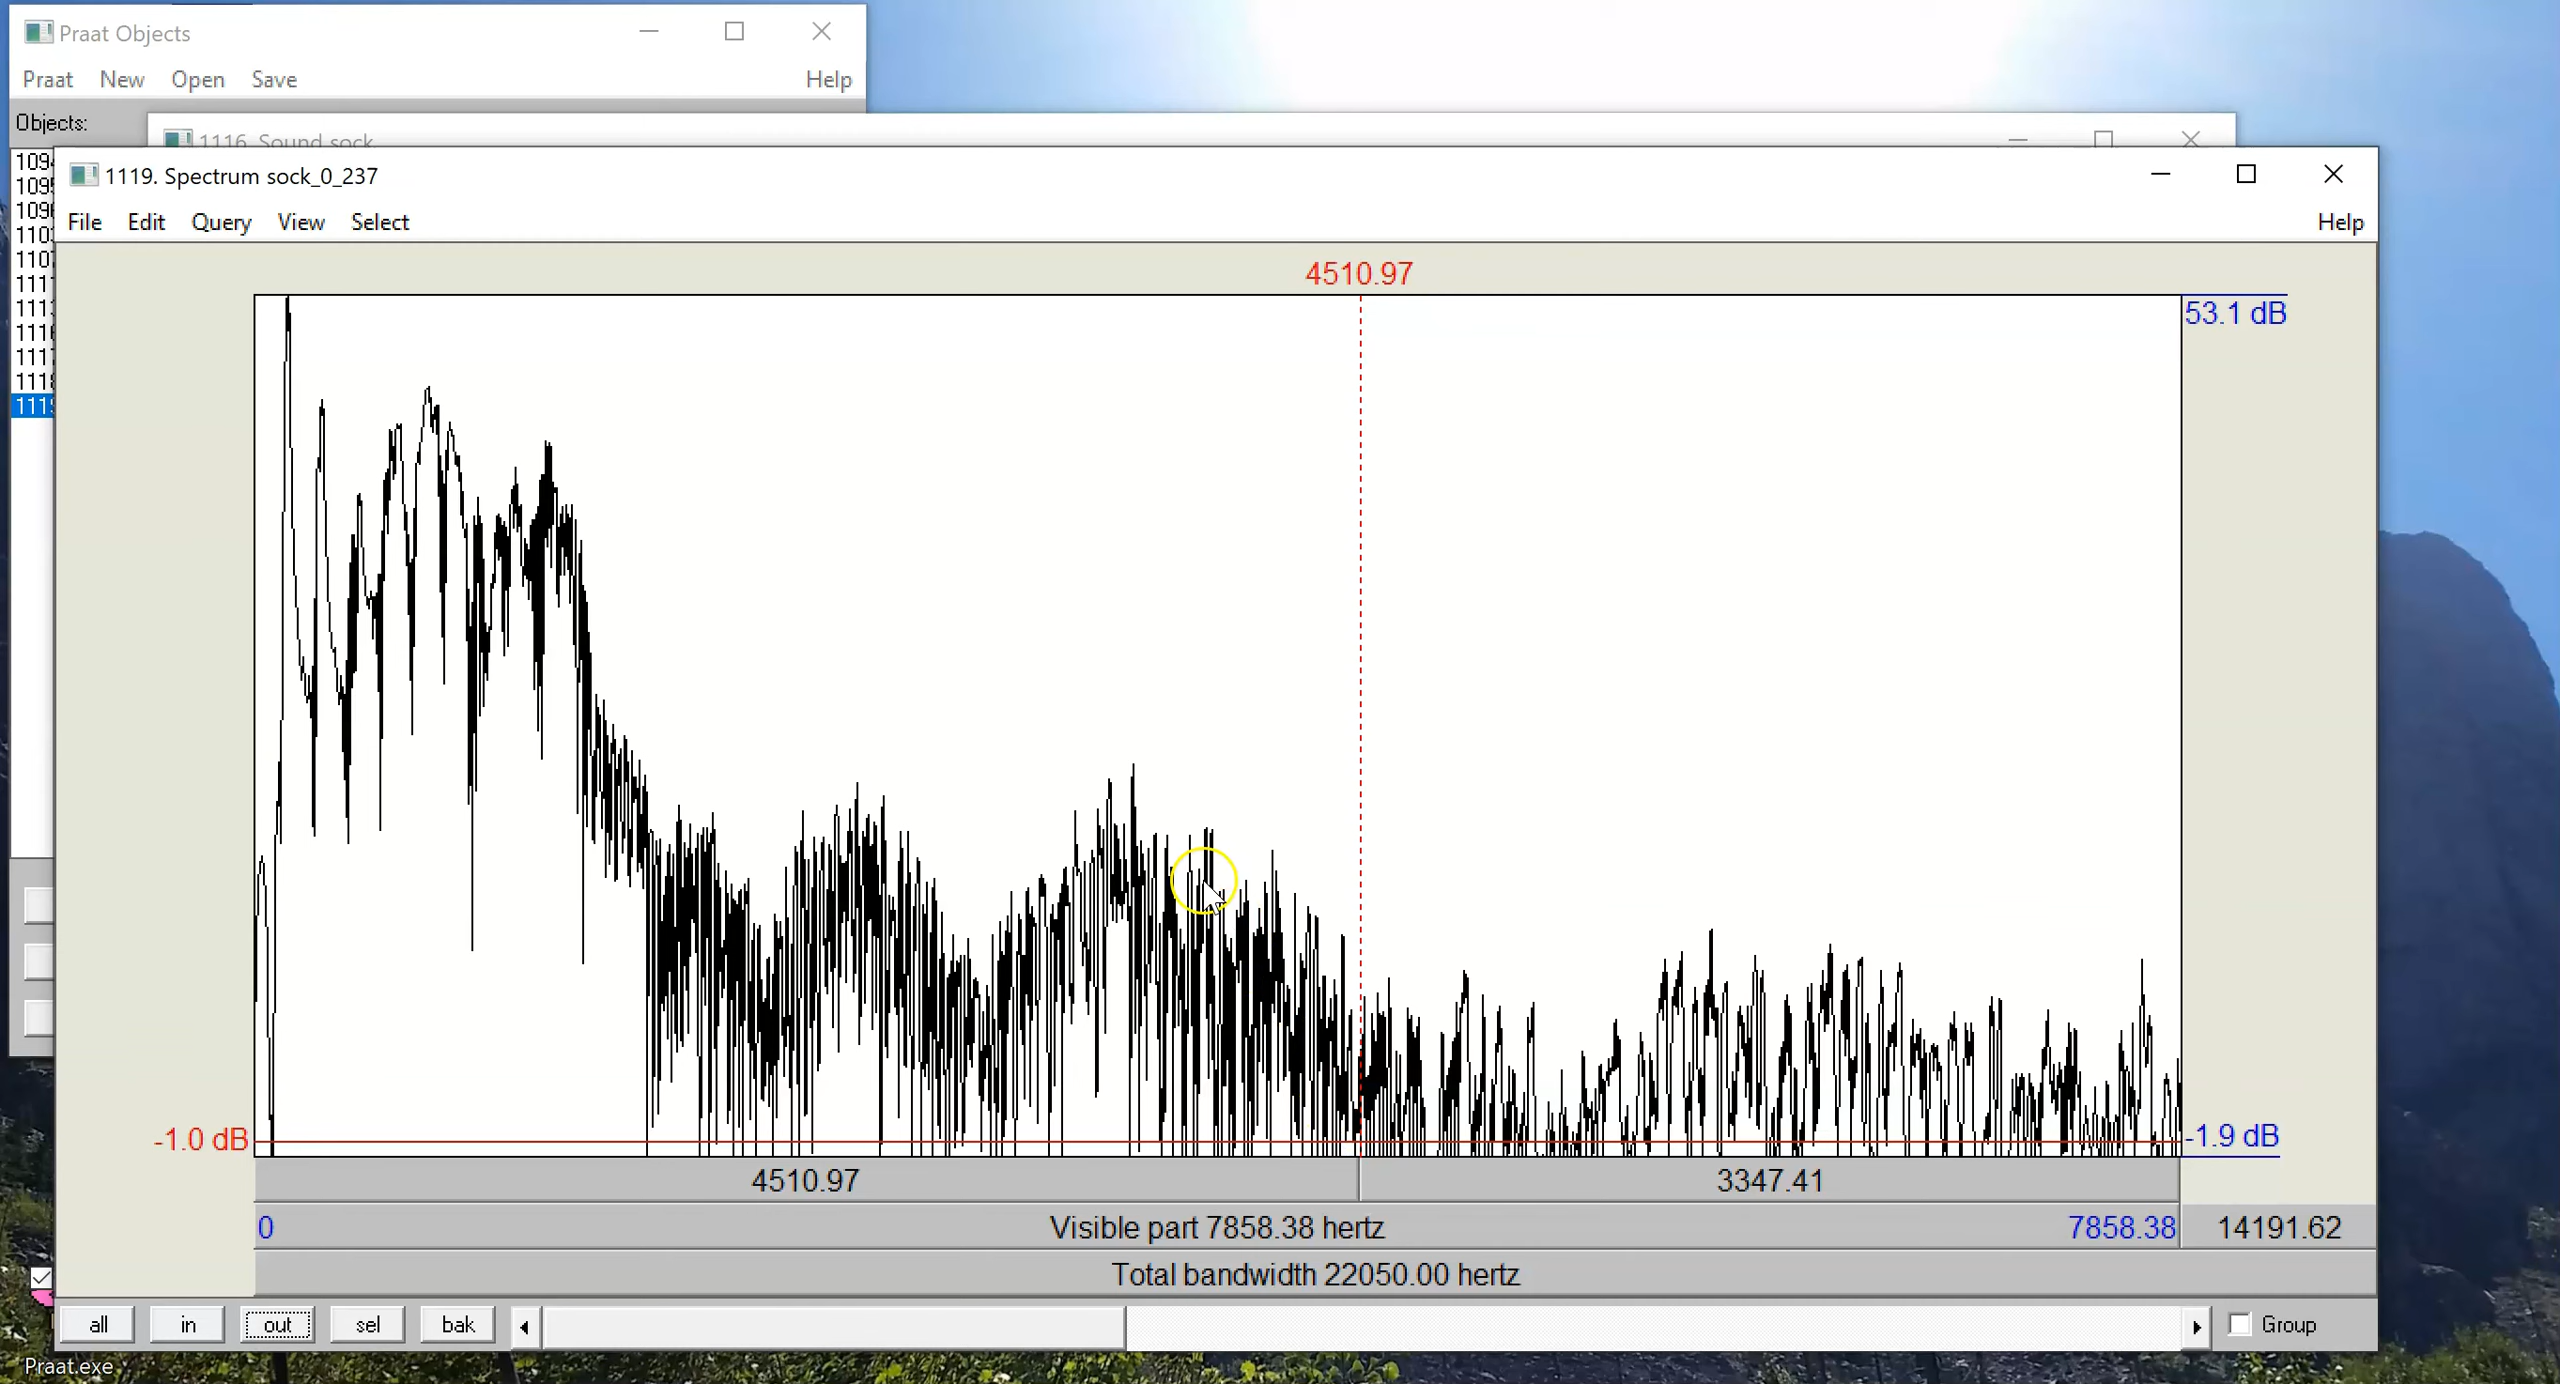 Praat Objects
Praat New Open Save Help
Objects:
1116. Sound sock
1119. Spectrum sock_0_237
File Edit Query View Select Help
4510.97
53.1 dB
-1.0 dB
-1.9 dB
4510.97 3347.41
0 Visible part 7858.38 hertz 7858.38 14191.62
Total bandwidth 22050.00 hertz
all in out sel bak Group
Praat.exe